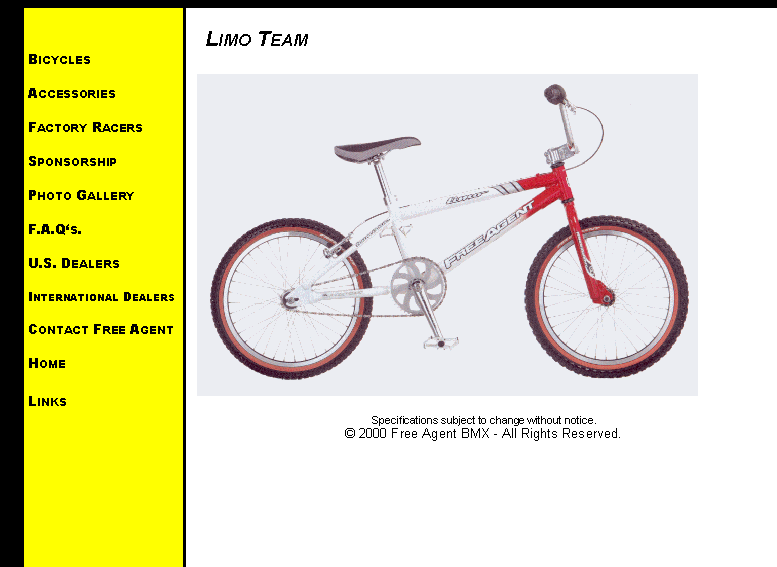 LIMO TEAM
BICYCLES
ACCESSORIES
FACTORY RACERS
SPONSORSHIP
PHOTO GALLERY
F.A.Q's.
U.S. DEALERS
INTERNATIONAL DEALERS
CONTACT FREE AGENT
HOME
LINKS
Limo
FREE AGENT
Specifications subject to change without notice.
© 2000 Free Agent BMX - All Rights Reserved.